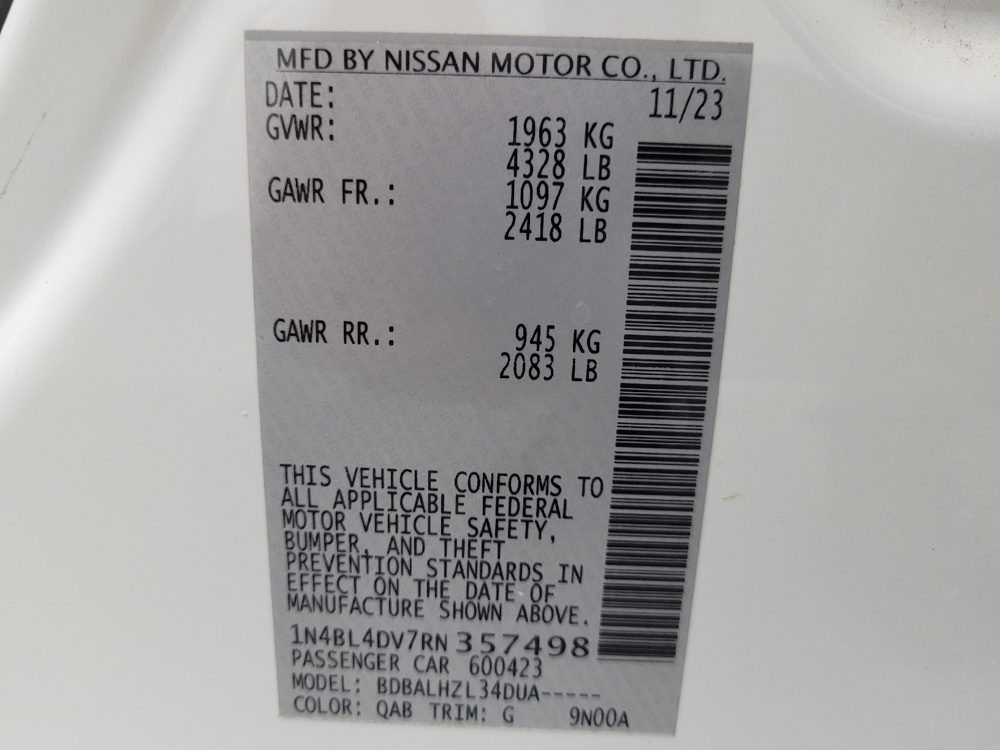 MFD BY NISSAN MOTOR CO., LTD.
DATE: 11/23
GVWR: 1963 KG
4328 LB
GAWR FR.: 1097 KG
2418 LB
GAWR RR.: 945 KG
2083 LB
THIS VEHICLE CONFORMS TO
ALL APPLICABLE FEDERAL
MOTOR VEHICLE SAFETY,
BUMPER, AND THEFT
PREVENTION STANDARDS IN
EFFECT ON THE DATE OF
MANUFACTURE SHOWN ABOVE.
1N4BL4DV7RN 357498
PASSENGER CAR 600423
MODEL: BDBALHZL34DUA-----
COLOR: QAB TRIM: G 9N00A